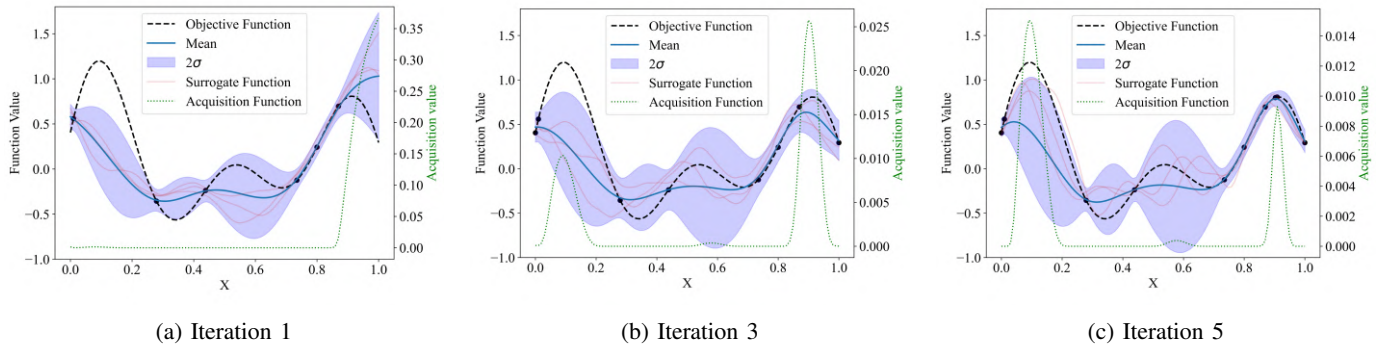 1.5
1.0
0.5
0.0
−0.5
−1.0
Function Value
0.0 0.2 0.4 0.6 0.8 1.0
X
0.35
0.30
0.25
0.20
0.15
0.10
0.05
0.00
Acquisition value
Objective Function
Mean
2σ
Surrogate Function
Acquisition Function
(a) Iteration 1
1.5
1.0
0.5
0.0
−0.5
−1.0
Function Value
0.0 0.2 0.4 0.6 0.8 1.0
X
0.025
0.020
0.015
0.010
0.005
0.000
Acquisition value
Objective Function
Mean
2σ
Surrogate Function
Acquisition Function
(b) Iteration 3
1.5
1.0
0.5
0.0
−0.5
−1.0
Function Value
0.0 0.2 0.4 0.6 0.8 1.0
X
0.014
0.012
0.010
0.008
0.006
0.004
0.002
0.000
Acquisition value
Objective Function
Mean
2σ
Surrogate Function
Acquisition Function
(c) Iteration 5